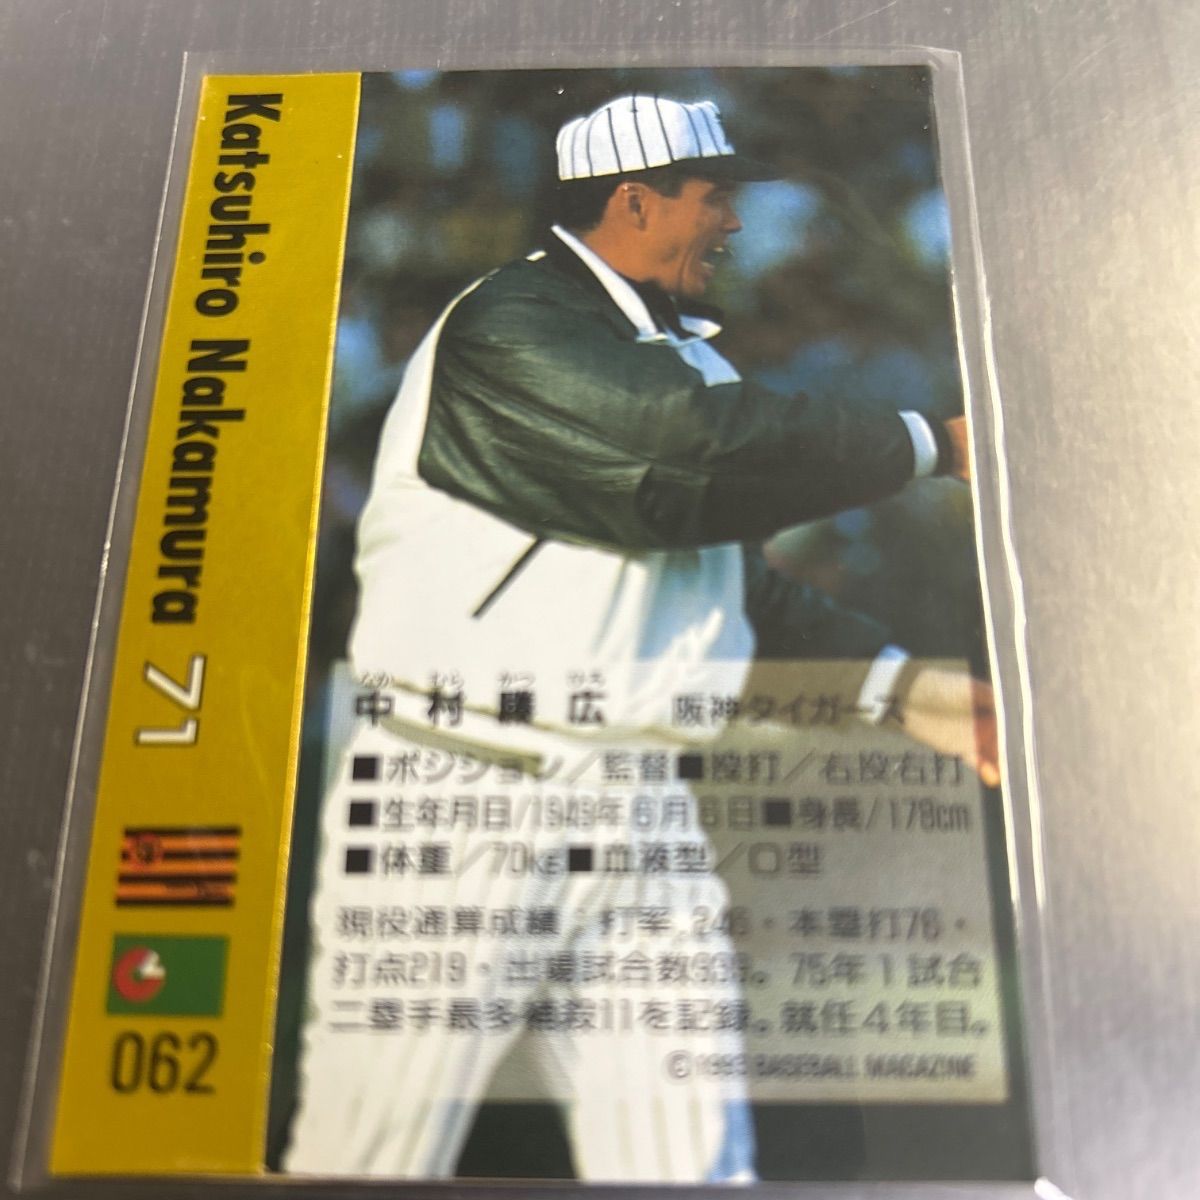 Katsuhiro Nakamura 71
062
なか むら かつ ひろ
中村勝広 阪神タイガース
■ポジション/監督■投打/右投右打
■生年月日/1949年6月6日■身長/178cm
■体重/70kg■血液型/O型
現役通算成績:打率.246・本塁打76・
打点219・出場試合数939。75年1試合
二塁手最多補殺11を記録。就任4年目。
©1993 BASEBALL MAGAZINE